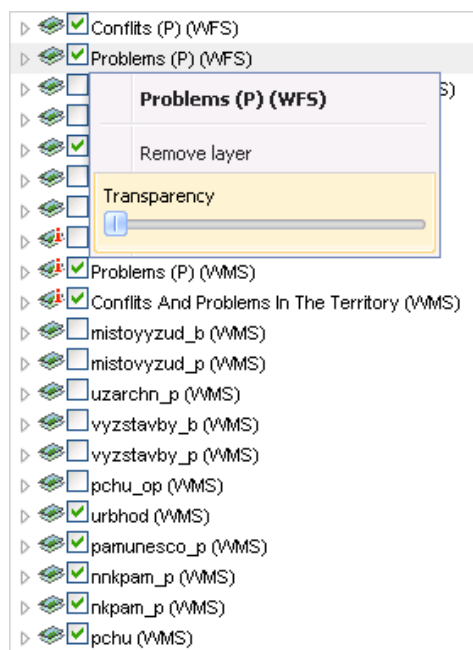 Conflits (P) (WFS)
Problems (P) (WFS)
S)
Problems (P) (WFS)
Remove layer
Transparency
Problems (P) (WMS)
Conflits And Problems In The Territory (WMS)
mistoyyzud_b (WMS)
mistovyzud_p (WMS)
uzarchn_p (WMS)
vyzstavby_b (WMS)
vyzstavby_p (WMS)
pchu_op (WMS)
urbhod (WMS)
pamunesco_p (WMS)
nnkpam_p (WMS)
nkpam_p (WMS)
pchu (WMS)